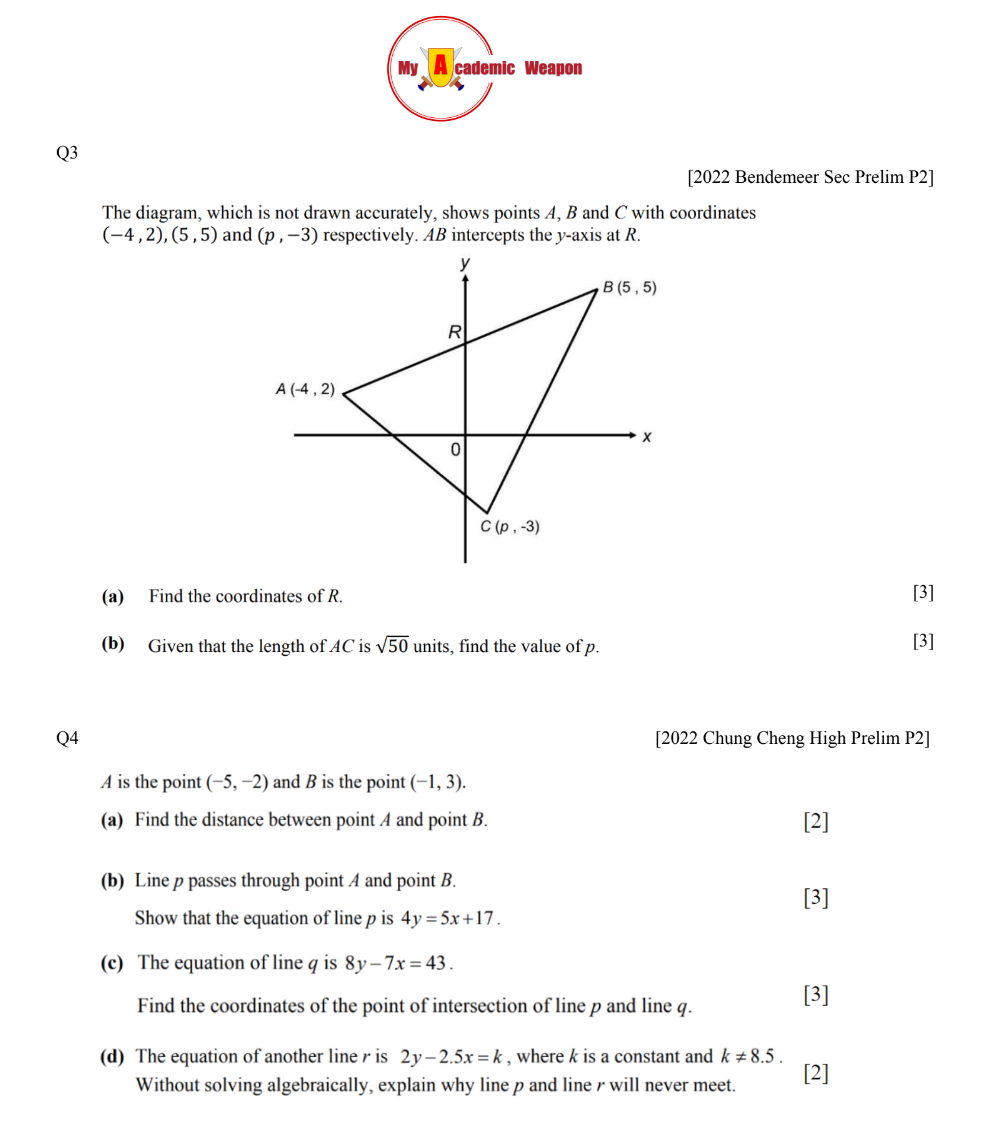 My Academic Weapon
Q3
[2022 Bendemeer Sec Prelim P2]
The diagram, which is not drawn accurately, shows points A, B and C with coordinates
(−4 , 2), (5 , 5) and (p , −3) respectively. AB intercepts the y-axis at R.
y
B (5 , 5)
R
A (-4 , 2)
x
0
C (p , -3)
(a) Find the coordinates of R. [3]
(b) Given that the length of AC is √50 units, find the value of p. [3]
Q4 [2022 Chung Cheng High Prelim P2]
A is the point (−5, −2) and B is the point (−1, 3).
(a) Find the distance between point A and point B. [2]
(b) Line p passes through point A and point B.
[3]
Show that the equation of line p is 4y = 5x + 17.
(c) The equation of line q is 8y − 7x = 43.
[3]
Find the coordinates of the point of intersection of line p and line q.
(d) The equation of another line r is 2y − 2.5x = k, where k is a constant and k ≠ 8.5.
[2]
Without solving algebraically, explain why line p and line r will never meet.